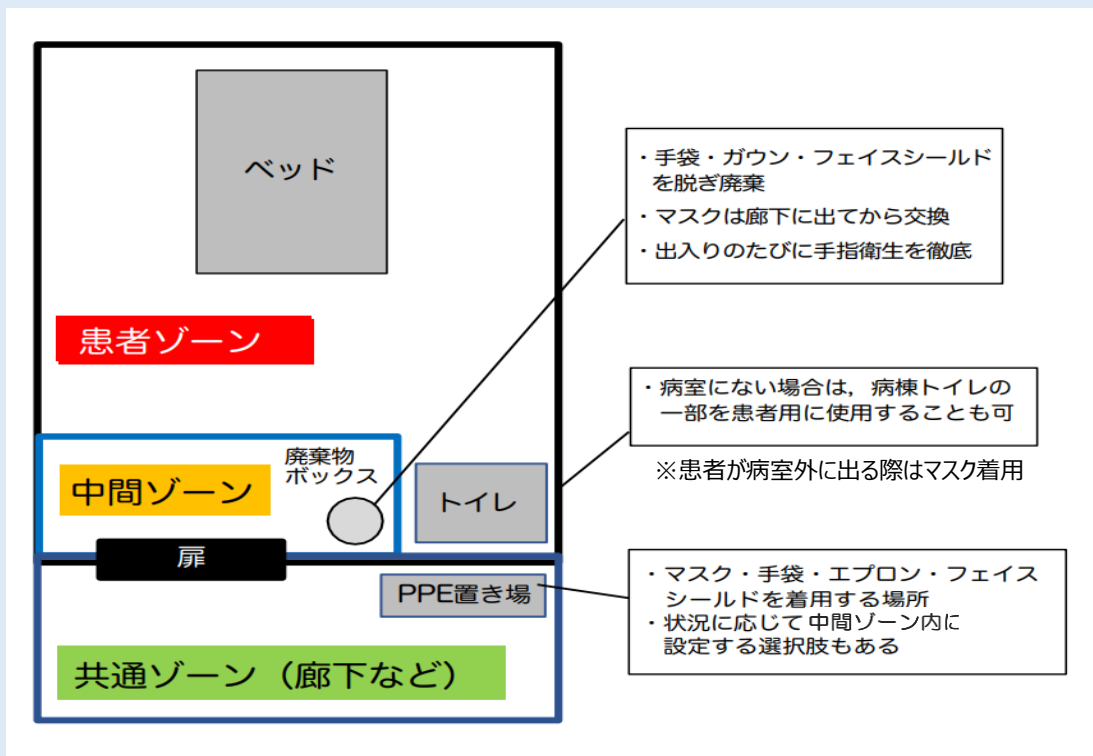 ベッド
患者ゾーン
中間ゾーン
廃棄物
ボックス
トイレ
扉
PPE置き場
共通ゾーン（廊下など）
・手袋・ガウン・フェイスシールド
を脱ぎ廃棄
・マスクは廊下に出てから交換
・出入りのたびに手指衛生を徹底
・病室にない場合は，病棟トイレの
一部を患者用に使用することも可
※患者が病室外に出る際はマスク着用
・マスク・手袋・エプロン・フェイス
シールドを着用する場所
・状況に応じて中間ゾーン内に
設定する選択肢もある